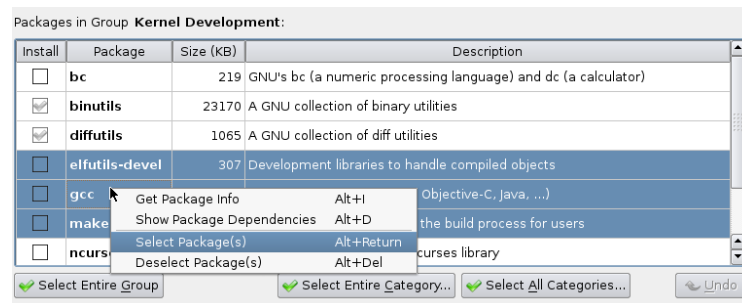 Packages in Group Kernel Development:
Install Package Size (KB) Description
bc 219 GNU's bc (a numeric processing language) and dc (a calculator)
binutils 23170 A GNU collection of binary utilities
diffutils 1065 A GNU collection of diff utilities
elfutils-devel 307 Development libraries to handle compiled objects
gcc Objective-C, Java, ...)
Get Package Info Alt+I
Show Package Dependencies Alt+D
make the build process for users
Select Package(s) Alt+Return
ncurs curses library
Deselect Package(s) Alt+Del
Select Entire Group Select Entire Category... Select All Categories... Undo